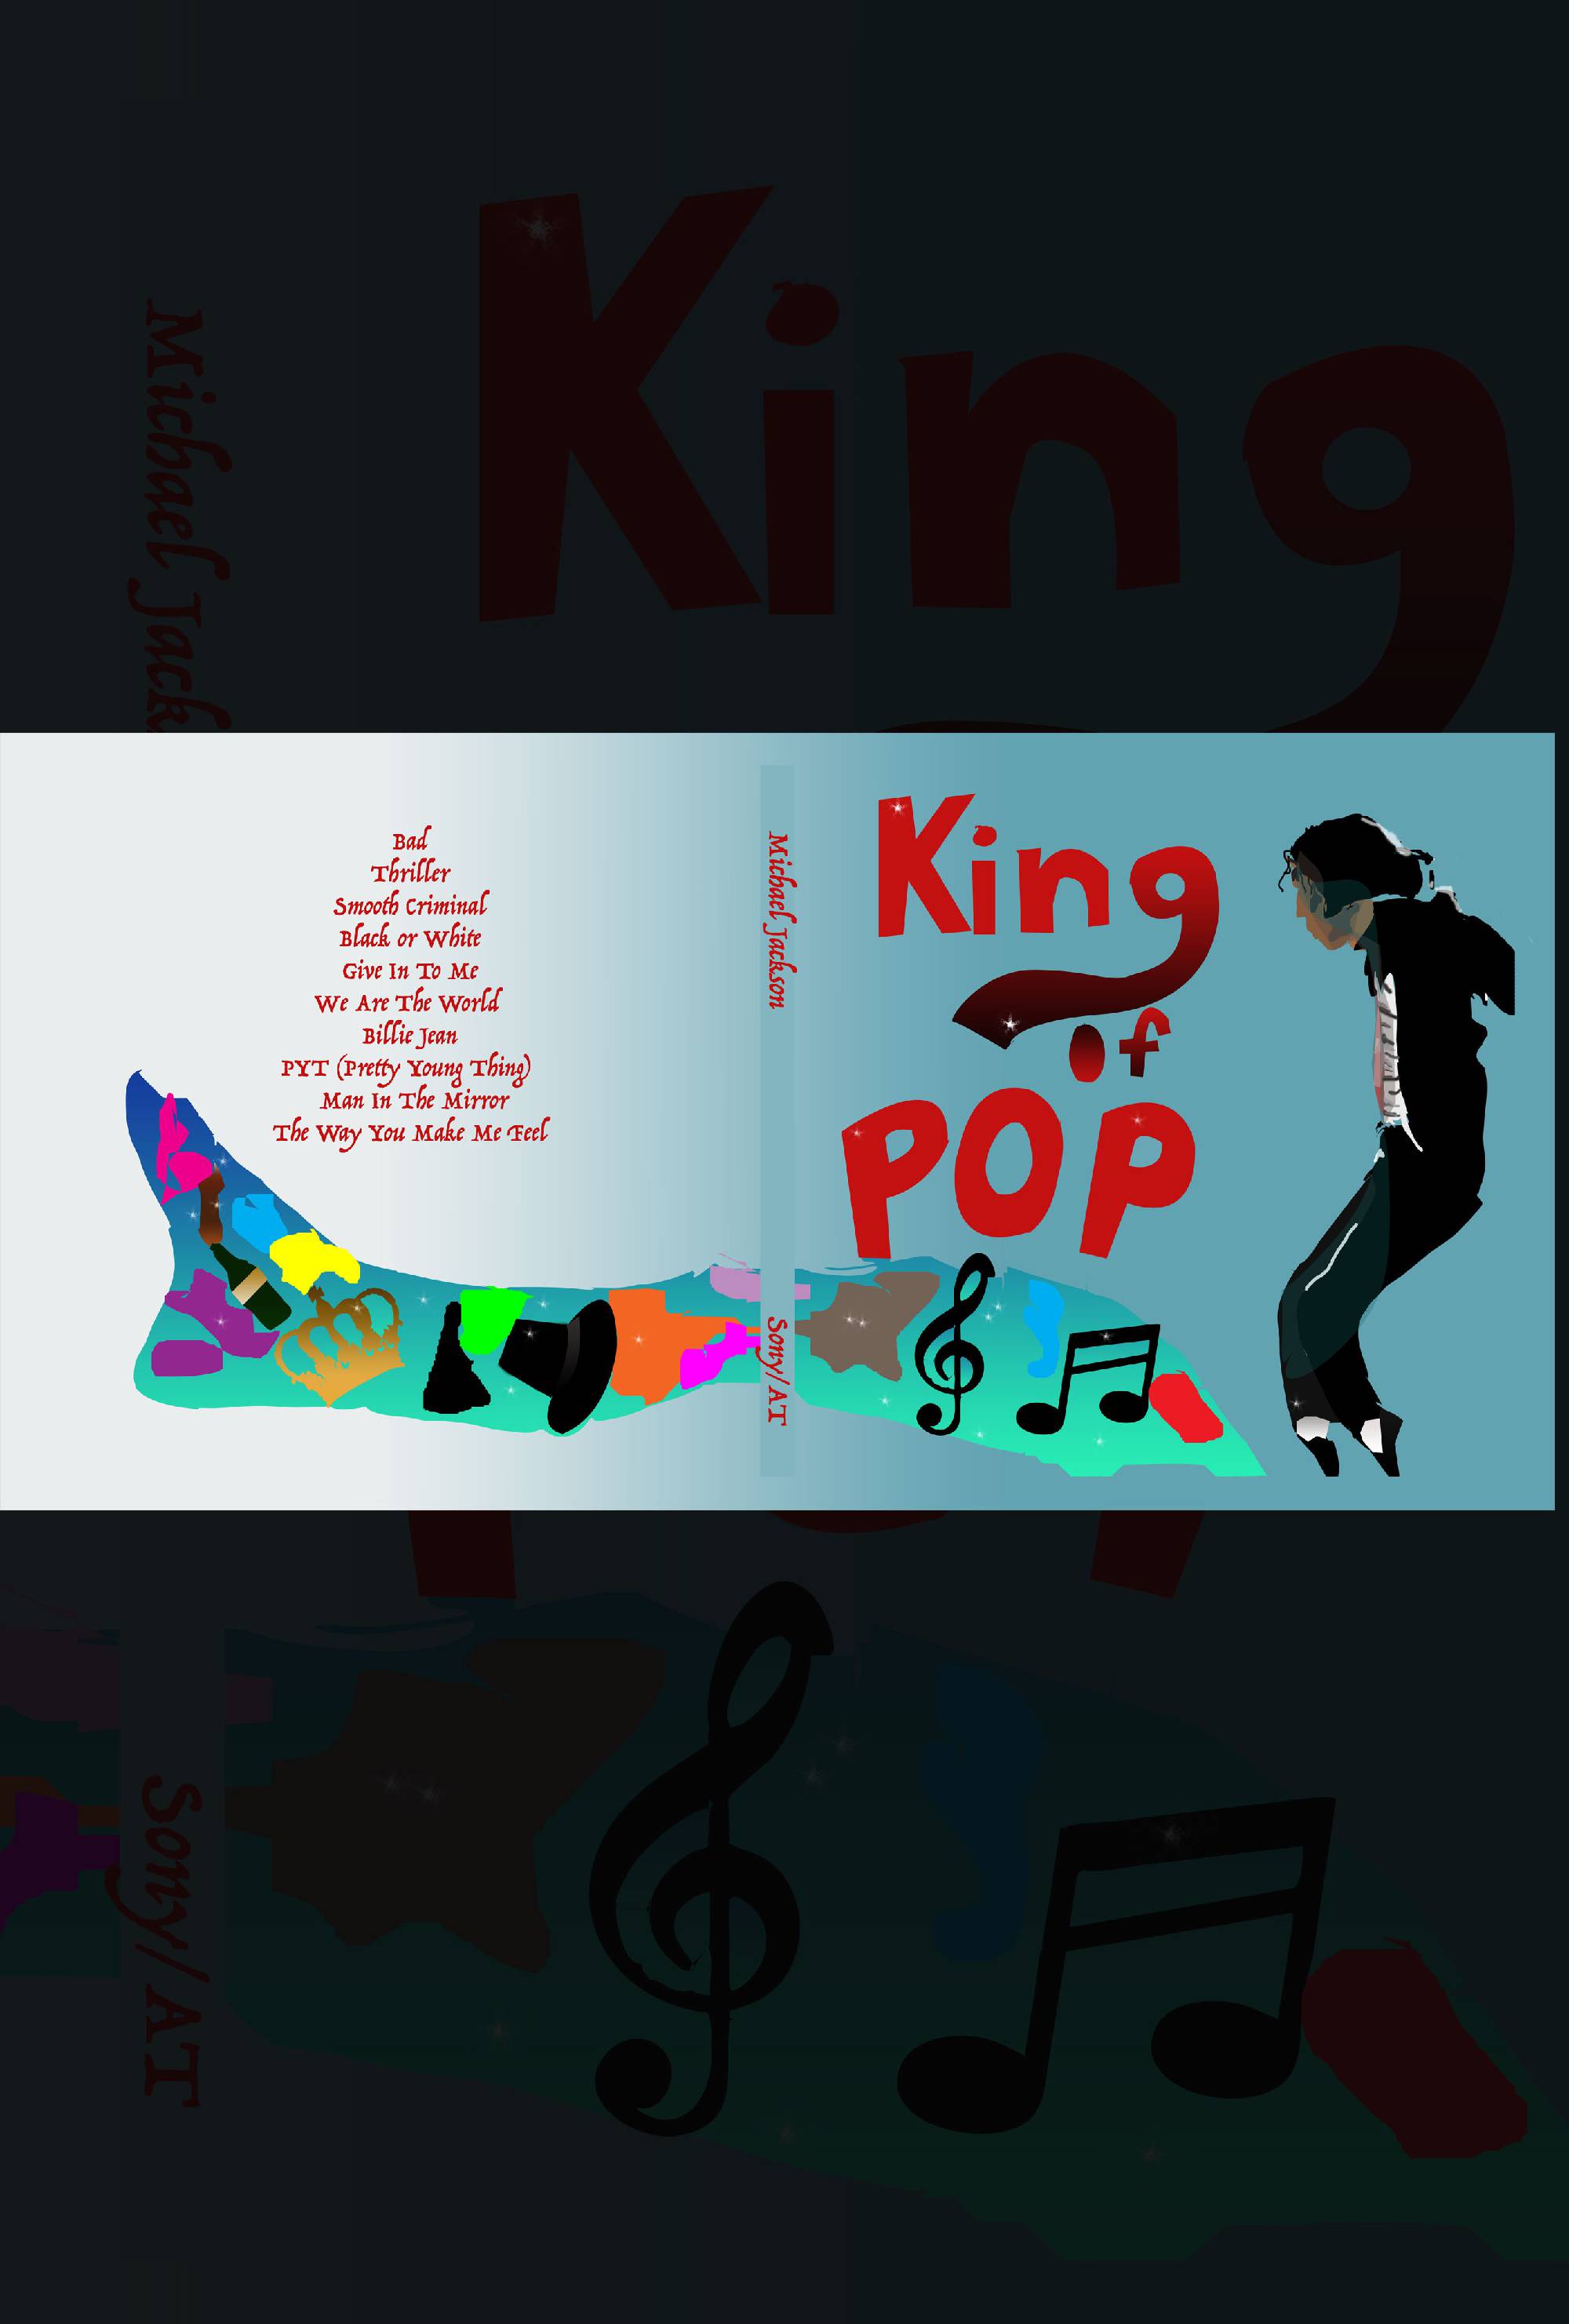 Michael Jack
King
Bad
Thriller
Smooth Criminal
Black or White
Give In To Me
We Are The World
Billie Jean
PYT (Pretty Young Thing)
Man In The Mirror
The Way You Make Me Feel
Michael Jackson
Sony/AT
King
of
POP
Sony/AT